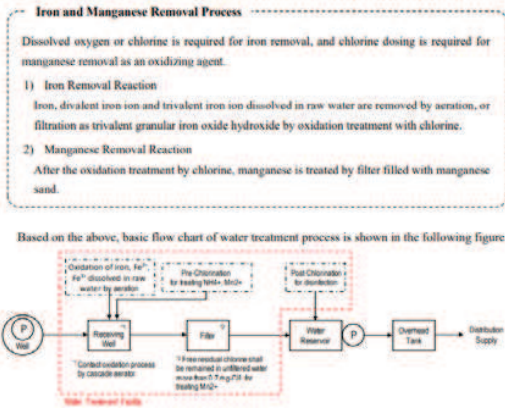 Iron and Manganese Removal Process
Dissolved oxygen or chlorine is required for iron removal, and chlorine dosing is required for
manganese removal as an oxidizing agent.
1) Iron Removal Reaction
Iron, divalent iron ion and trivalent iron ion dissolved in raw water are removed by aeration, or
filtration as trivalent granular iron oxide hydroxide by oxidation treatment with chlorine.
2) Manganese Removal Reaction
After the oxidation treatment by chlorine, manganese is treated by filter filled with manganese
sand.
Based on the above, basic flow chart of water treatment process is shown in the following figure
Oxidation of iron, Fe²⁺,
Fe³⁺ dissolved in raw
water by aeration
Pre Chlorination
for treating NH4+, Mn2+
Post Chlorination
for disinfection
P
Well
Receiving
Well
Filter
Water
Reservoir
P
Overhead
Tank
Distribution
Supply
Contact oxidation process
by cascade aerator.
Free residual chlorine shall
be remained in unfiltered water
more than
treating Mn2+
Water Treatment Facility